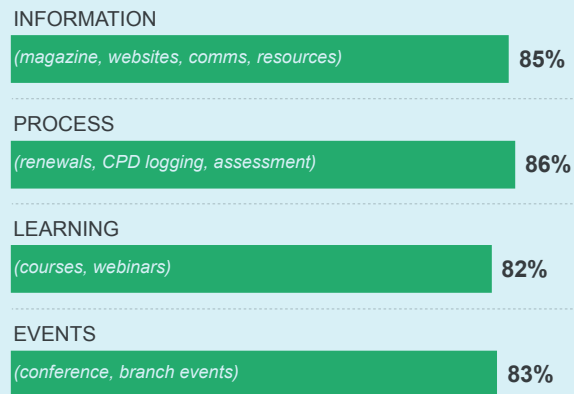 INFORMATION
(magazine, websites, comms, resources)
85%
PROCESS
(renewals, CPD logging, assessment)
86%
LEARNING
(courses, webinars)
82%
EVENTS
(conference, branch events)
83%